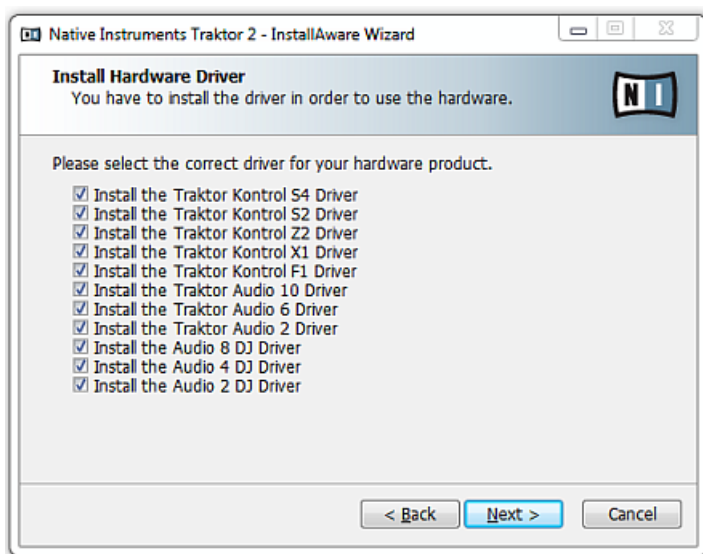 Native Instruments Traktor 2 - InstallAware Wizard
Install Hardware Driver
You have to install the driver in order to use the hardware.
N I
Please select the correct driver for your hardware product.
Install the Traktor Kontrol S4 Driver
Install the Traktor Kontrol S2 Driver
Install the Traktor Kontrol Z2 Driver
Install the Traktor Kontrol X1 Driver
Install the Traktor Kontrol F1 Driver
Install the Traktor Audio 10 Driver
Install the Traktor Audio 6 Driver
Install the Traktor Audio 2 Driver
Install the Audio 8 DJ Driver
Install the Audio 4 DJ Driver
Install the Audio 2 DJ Driver
< Back Next > Cancel